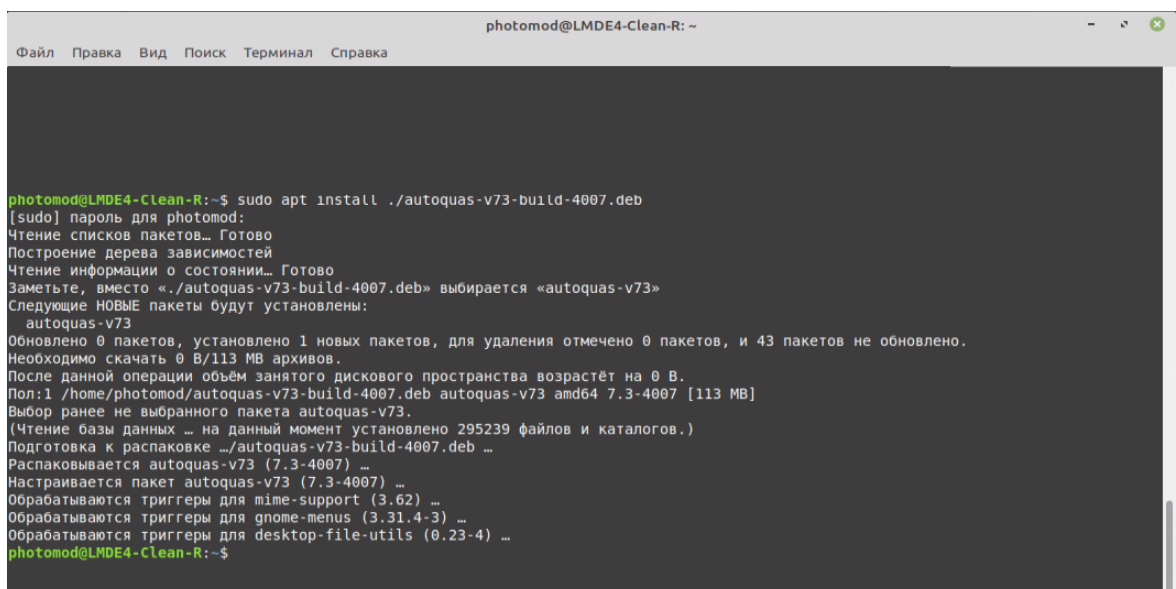 photomod@LMDE4-Clean-R: ~
Файл Правка Вид Поиск Терминал Справка
photomod@LMDE4-Clean-R:~$ sudo apt install ./autoquas-v73-build-4007.deb
[sudo] пароль для photomod:
Чтение списков пакетов… Готово
Построение дерева зависимостей
Чтение информации о состоянии… Готово
Заметьте, вместо «./autoquas-v73-build-4007.deb» выбирается «autoquas-v73»
Следующие НОВЫЕ пакеты будут установлены:
autoquas-v73
Обновлено 0 пакетов, установлено 1 новых пакетов, для удаления отмечено 0 пакетов, и 43 пакетов не обновлено.
Необходимо скачать 0 B/113 MB архивов.
После данной операции объём занятого дискового пространства возрастёт на 0 B.
Пол:1 /home/photomod/autoquas-v73-build-4007.deb autoquas-v73 amd64 7.3-4007 [113 MB]
Выбор ранее не выбранного пакета autoquas-v73.
(Чтение базы данных … на данный момент установлено 295239 файлов и каталогов.)
Подготовка к распаковке …/autoquas-v73-build-4007.deb …
Распаковывается autoquas-v73 (7.3-4007) …
Настраивается пакет autoquas-v73 (7.3-4007) …
Обрабатываются триггеры для mime-support (3.62) …
Обрабатываются триггеры для gnome-menus (3.31.4-3) …
Обрабатываются триггеры для desktop-file-utils (0.23-4) …
photomod@LMDE4-Clean-R:~$